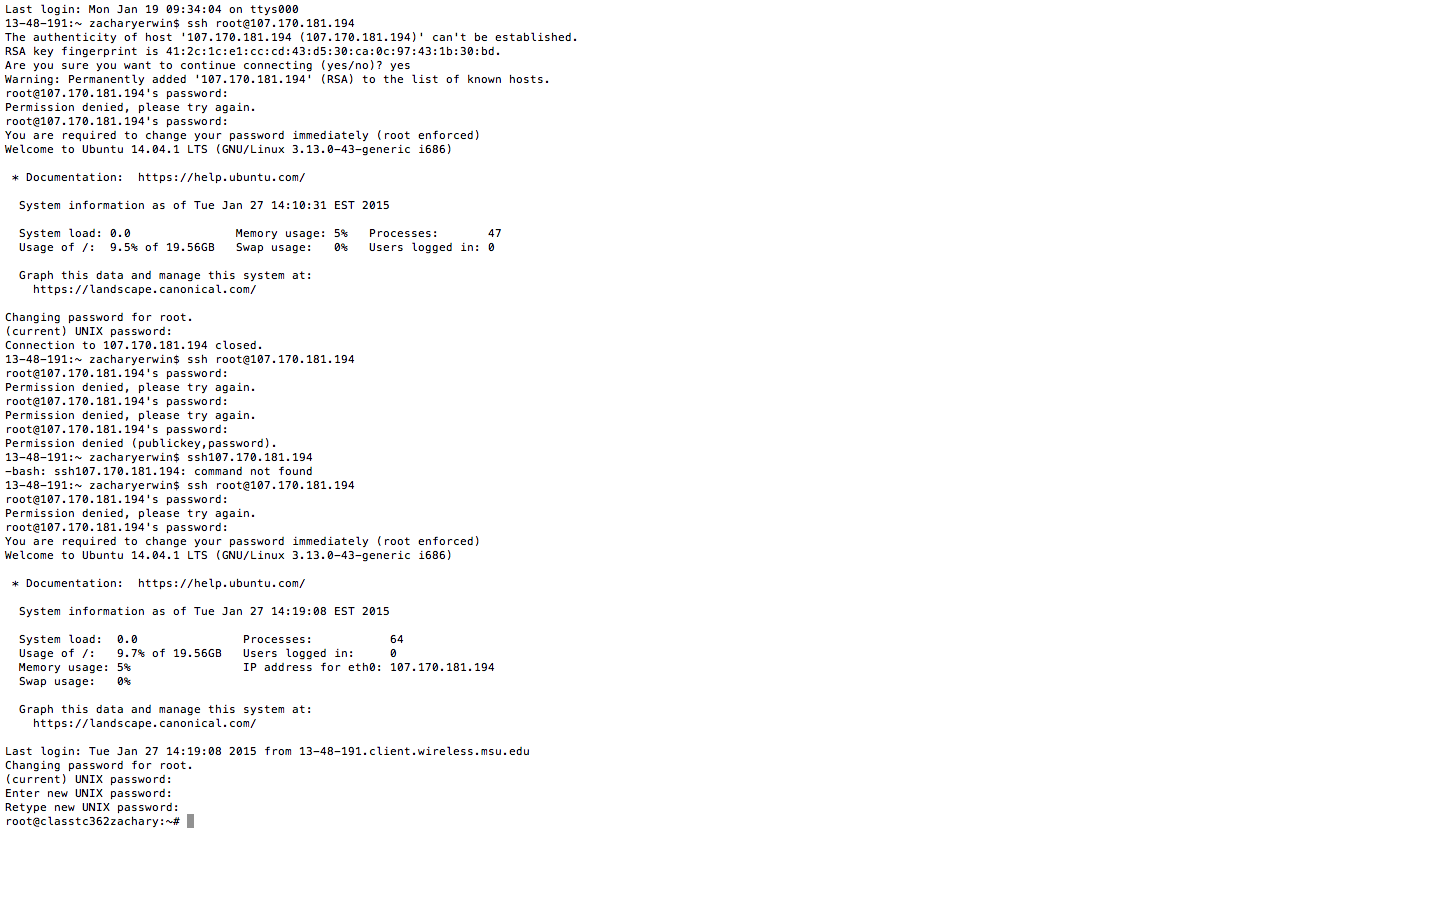 Last login: Mon Jan 19 09:34:04 on ttys000
13-48-191:~ zacharyerwin$ ssh root@107.170.181.194
The authenticity of host '107.170.181.194 (107.170.181.194)' can't be established.
RSA key fingerprint is 41:2c:1c:e1:cc:cd:43:d5:30:ca:0c:97:43:1b:30:bd.
Are you sure you want to continue connecting (yes/no)? yes
Warning: Permanently added '107.170.181.194' (RSA) to the list of known hosts.
root@107.170.181.194's password:
Permission denied, please try again.
root@107.170.181.194's password:
You are required to change your password immediately (root enforced)
Welcome to Ubuntu 14.04.1 LTS (GNU/Linux 3.13.0-43-generic i686)
* Documentation:  https://help.ubuntu.com/
System information as of Tue Jan 27 14:10:31 EST 2015
System load: 0.0               Memory usage: 5%   Processes:       47
Usage of /:  9.5% of 19.56GB   Swap usage:   0%   Users logged in: 0
Graph this data and manage this system at:
https://landscape.canonical.com/
Changing password for root.
(current) UNIX password:
Connection to 107.170.181.194 closed.
13-48-191:~ zacharyerwin$ ssh root@107.170.181.194
root@107.170.181.194's password:
Permission denied, please try again.
root@107.170.181.194's password:
Permission denied, please try again.
root@107.170.181.194's password:
Permission denied (publickey,password).
13-48-191:~ zacharyerwin$ ssh107.170.181.194
-bash: ssh107.170.181.194: command not found
13-48-191:~ zacharyerwin$ ssh root@107.170.181.194
root@107.170.181.194's password:
Permission denied, please try again.
root@107.170.181.194's password:
You are required to change your password immediately (root enforced)
Welcome to Ubuntu 14.04.1 LTS (GNU/Linux 3.13.0-43-generic i686)
* Documentation:  https://help.ubuntu.com/
System information as of Tue Jan 27 14:19:08 EST 2015
System load:  0.0               Processes:           64
Usage of /:   9.7% of 19.56GB   Users logged in:     0
Memory usage: 5%                IP address for eth0: 107.170.181.194
Swap usage:   0%
Graph this data and manage this system at:
https://landscape.canonical.com/
Last login: Tue Jan 27 14:19:08 2015 from 13-48-191.client.wireless.msu.edu
Changing password for root.
(current) UNIX password:
Enter new UNIX password:
Retype new UNIX password:
root@classtc362zachary:~#